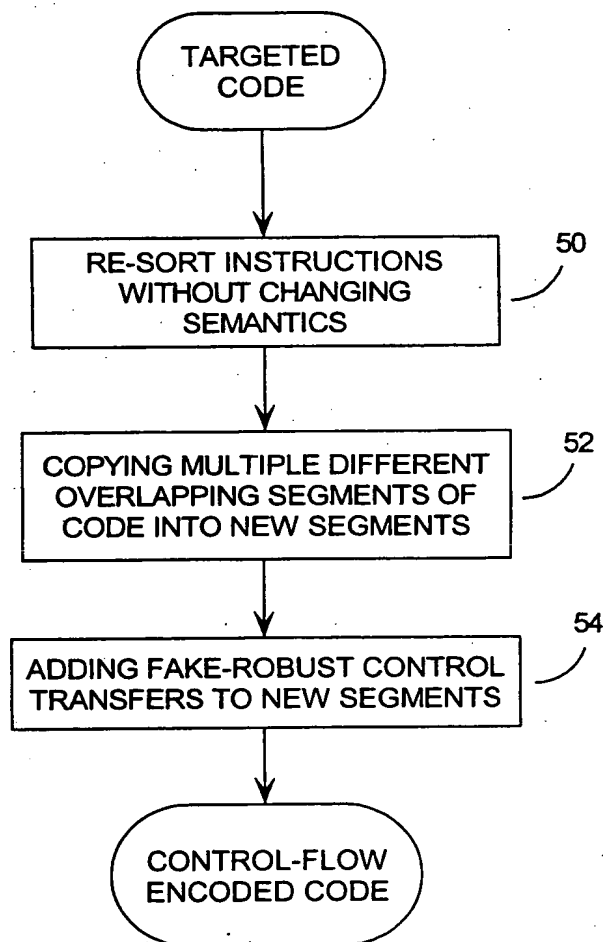 TARGETED
CODE
RE-SORT INSTRUCTIONS
WITHOUT CHANGING
SEMANTICS
50
COPYING MULTIPLE DIFFERENT
OVERLAPPING SEGMENTS OF
CODE INTO NEW SEGMENTS
52
ADDING FAKE-ROBUST CONTROL
TRANSFERS TO NEW SEGMENTS
54
CONTROL-FLOW
ENCODED CODE